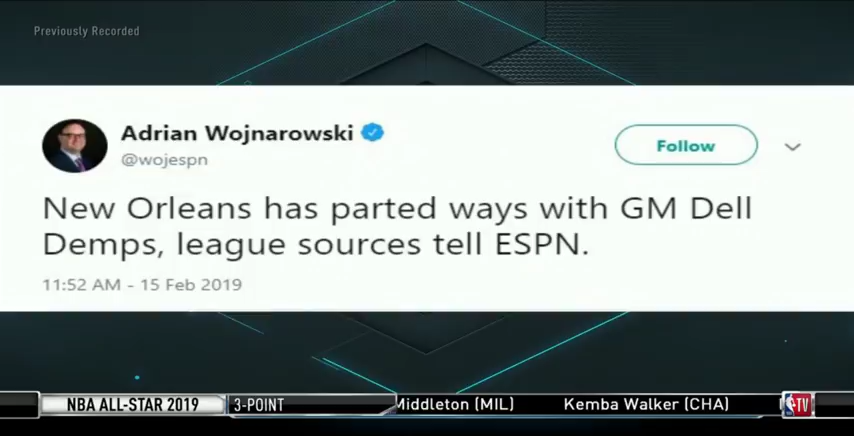 Previously Recorded
Adrian Wojnarowski
@wojespn
Follow
New Orleans has parted ways with GM Dell
Demps, league sources tell ESPN.
11:52 AM - 15 Feb 2019
NBA ALL-STAR 2019 3-POINT Middleton (MIL) Kemba Walker (CHA) TV